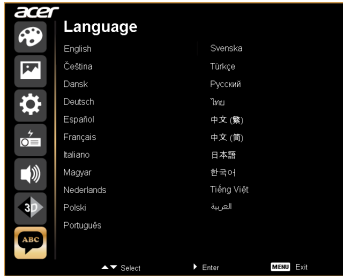 acer
Language
English
Čeština
Dansk
Deutsch
Español
Français
Italiano
Magyar
Nederlands
Polski
Português
Svenska
Türkçe
Русский
ไทย
中文 (繁)
中文 (简)
日本語
한국어
Tiếng Việt
العربية
3D
ABC
▲▼ Select ▶ Enter MENU Exit